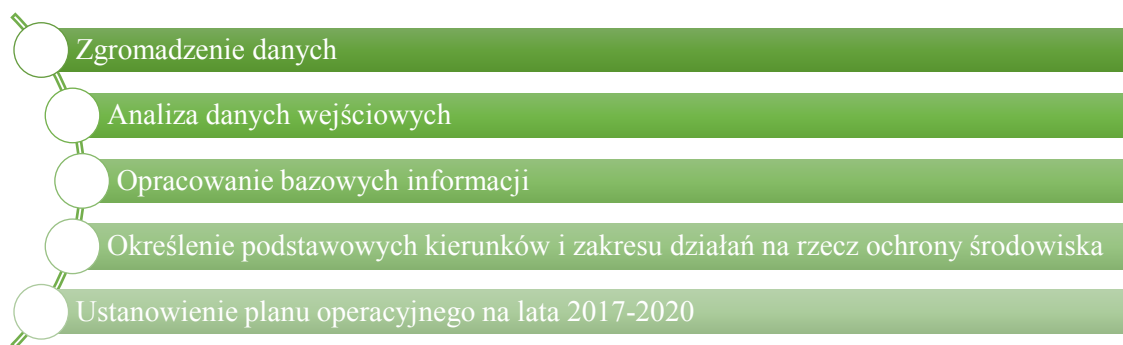 Zgromadzenie danych
Analiza danych wejściowych
Opracowanie bazowych informacji
Określenie podstawowych kierunków i zakresu działań na rzecz ochrony środowiska
Ustanowienie planu operacyjnego na lata 2017-2020